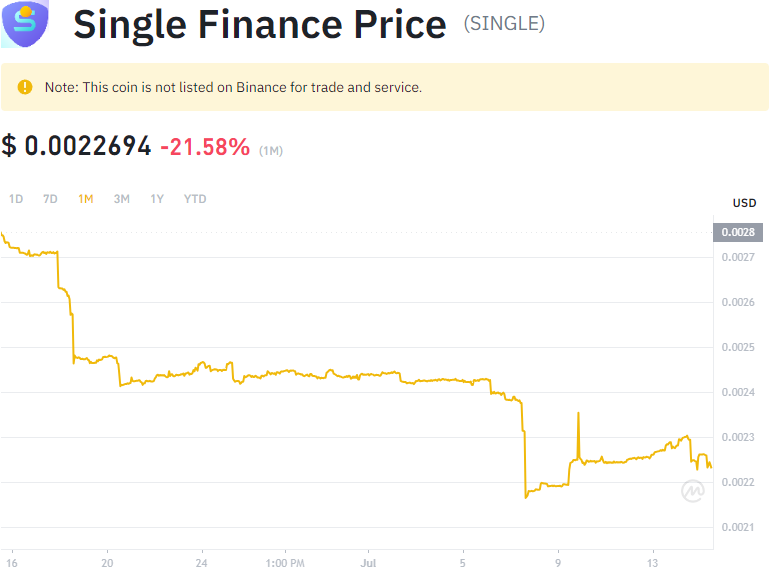 Single Finance Price (SINGLE)
Note: This coin is not listed on Binance for trade and service.
$ 0.0022694 -21.58% (1M)
1D 7D 1M 3M 1Y YTD
USD
0.0028
0.0027
0.0026
0.0025
0.0024
0.0023
0.0022
0.0021
16 20 24 1:00 PM Jul 5 9 13